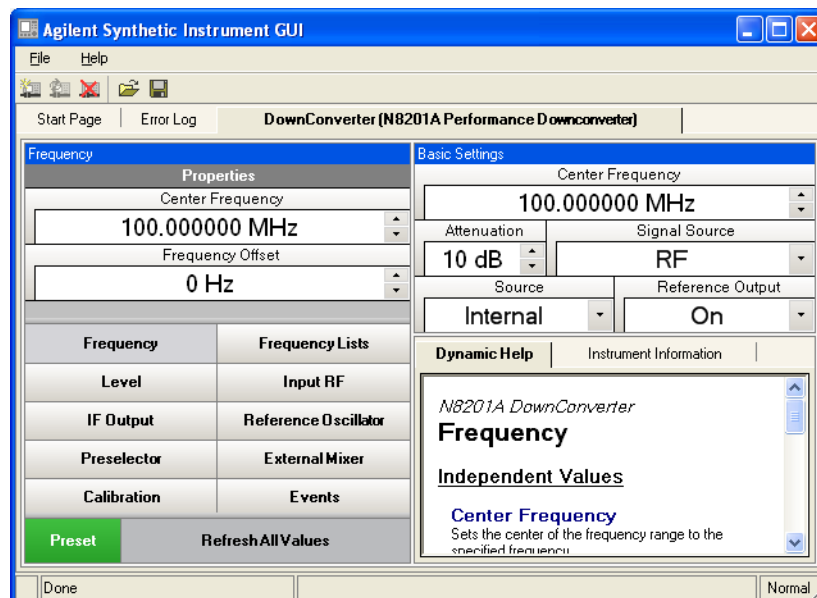 Agilent Synthetic Instrument GUI
File Help
Start Page Error Log DownConverter (N8201A Performance Downconverter)
Frequency
Properties
Center Frequency
100.000000 MHz
Frequency Offset
0 Hz
Frequency Frequency Lists
Level Input RF
IF Output Reference Oscillator
Preselector External Mixer
Calibration Events
Preset Refresh All Values
Basic Settings
Center Frequency
100.000000 MHz
Attenuation Signal Source
10 dB RF
Source Reference Output
Internal On
Dynamic Help Instrument Information
N8201A DownConverter
Frequency
Independent Values
Center Frequency
Sets the center of the frequency range to the
specified frequency
Done Normal